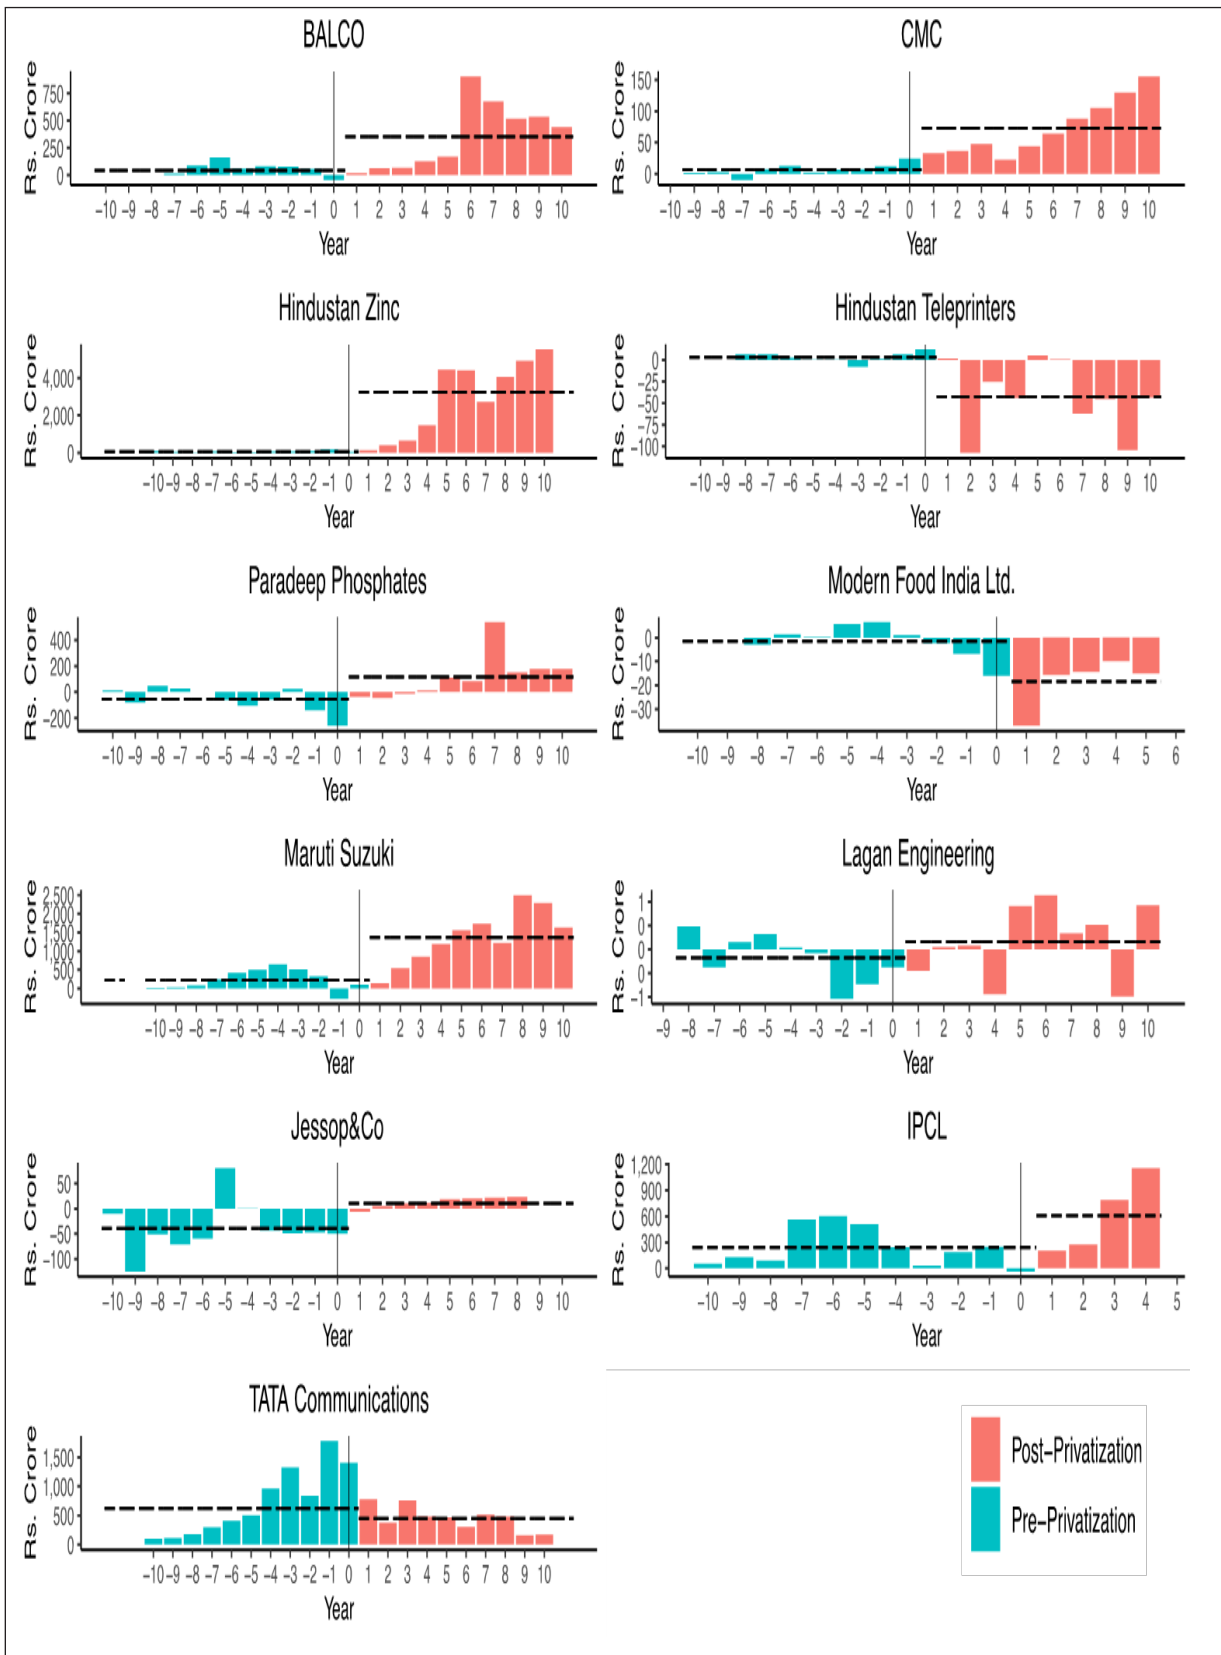 BALCO
Rs. Crore
750
500
250
0
−10 −9 −8 −7 −6 −5 −4 −3 −2 −1 0 1 2 3 4 5 6 7 8 9 10
Year
CMC
Rs. Crore
150
100
50
0
−10 −9 −8 −7 −6 −5 −4 −3 −2 −1 0 1 2 3 4 5 6 7 8 9 10
Year
Hindustan Zinc
Rs. Crore
4,000
2,000
0
−10 −9 −8 −7 −6 −5 −4 −3 −2 −1 0 1 2 3 4 5 6 7 8 9 10
Year
Hindustan Teleprinters
Rs. Crore
0
−25
−50
−75
−100
−10 −9 −8 −7 −6 −5 −4 −3 −2 −1 0 1 2 3 4 5 6 7 8 9 10
Year
Paradeep Phosphates
Rs. Crore
400
200
0
−200
−10 −9 −8 −7 −6 −5 −4 −3 −2 −1 0 1 2 3 4 5 6 7 8 9 10
Year
Modern Food India Ltd.
Rs. Crore
0
−10
−20
−30
−10 −9 −8 −7 −6 −5 −4 −3 −2 −1 0 1 2 3 4 5 6
Year
Maruti Suzuki
Rs. Crore
2,500
2,000
1,500
1,000
500
0
−10 −9 −8 −7 −6 −5 −4 −3 −2 −1 0 1 2 3 4 5 6 7 8 9 10
Year
Lagan Engineering
Rs. Crore
1
0
0
0
−1
−9 −8 −7 −6 −5 −4 −3 −2 −1 0 1 2 3 4 5 6 7 8 9 10
Year
Jessop&Co
Rs. Crore
50
0
−50
−100
−10 −9 −8 −7 −6 −5 −4 −3 −2 −1 0 1 2 3 4 5 6 7 8 9 10
Year
IPCL
Rs. Crore
1,200
900
600
300
0
−10 −9 −8 −7 −6 −5 −4 −3 −2 −1 0 1 2 3 4 5
Year
TATA Communications
Rs. Crore
1,500
1,000
500
0
−10 −9 −8 −7 −6 −5 −4 −3 −2 −1 0 1 2 3 4 5 6 7 8 9 10
Year
Post−Privatization
Pre−Privatization